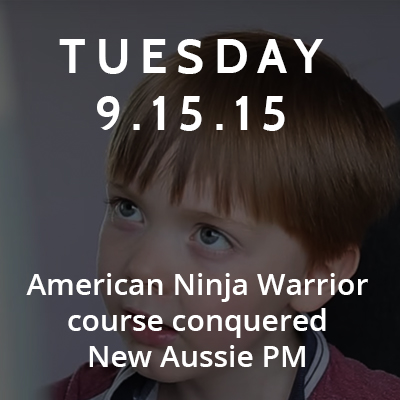 TUESDAY
9.15.15
American Ninja Warrior
course conquered
New Aussie PM